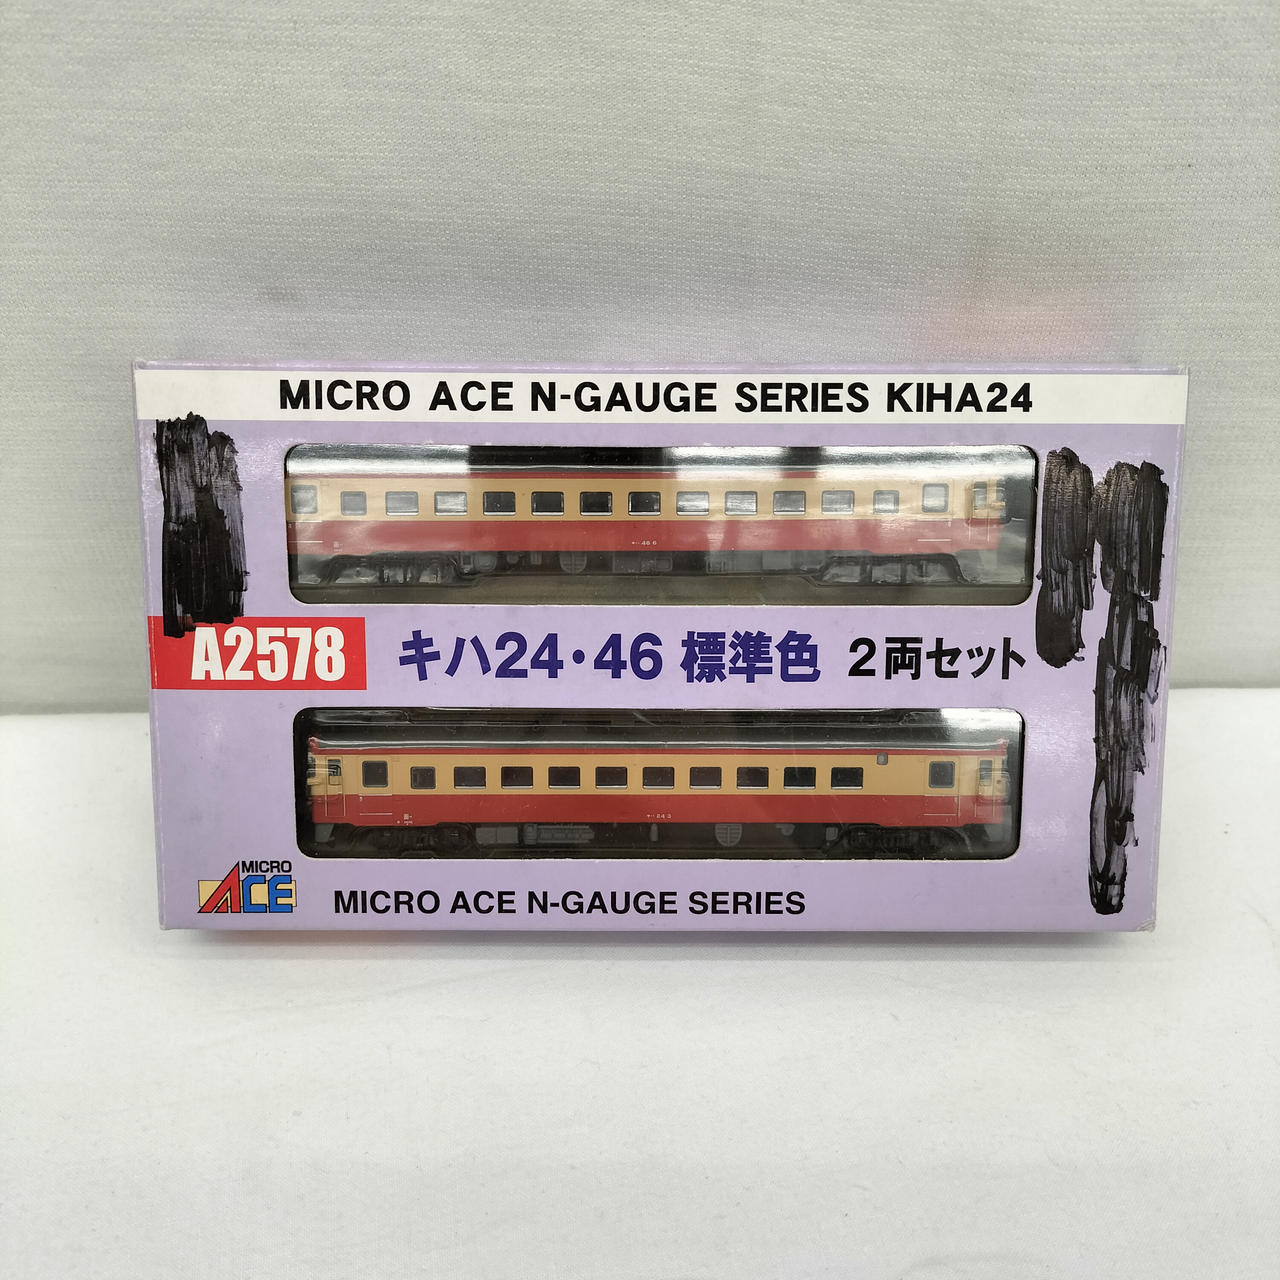 MICRO ACE N-GAUGE SERIES KIHA24
A2578
キハ24・46 標準色 2両セット
MICRO
ACE
MICRO ACE N-GAUGE SERIES